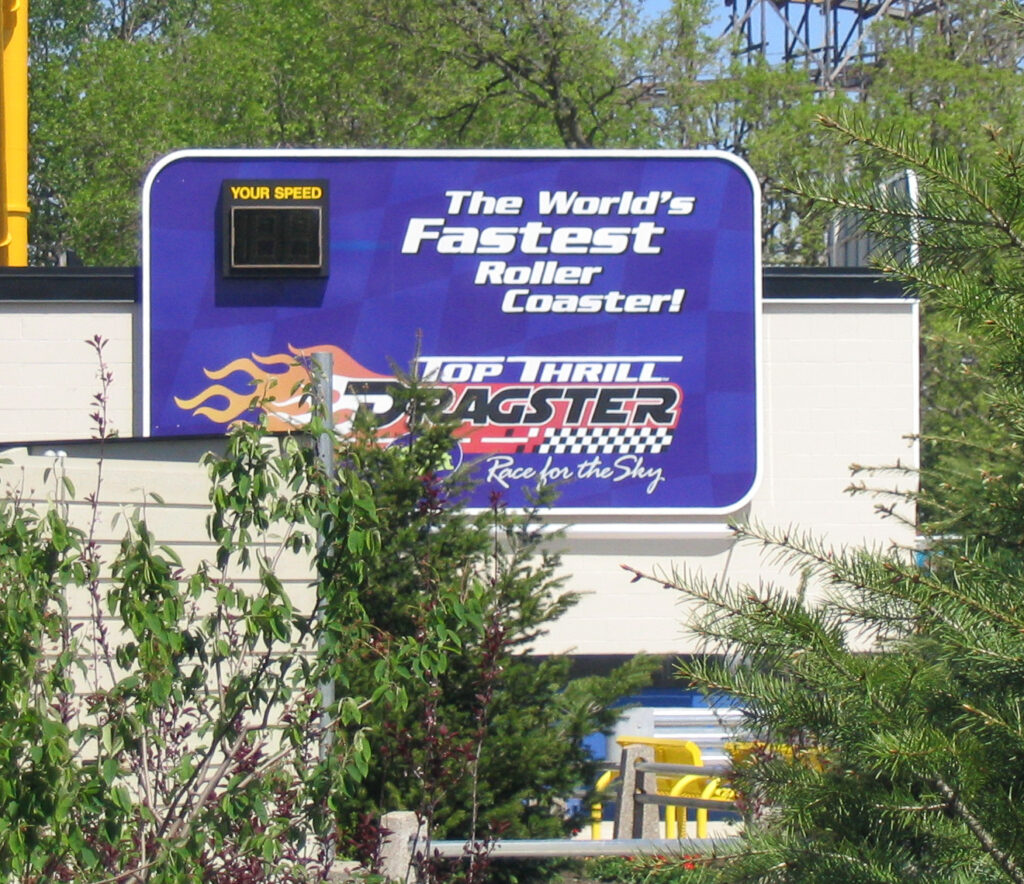 YOUR SPEED
The World's
Fastest
Roller
Coaster!
TOP THRILL
DRAGSTER
Race for the Sky